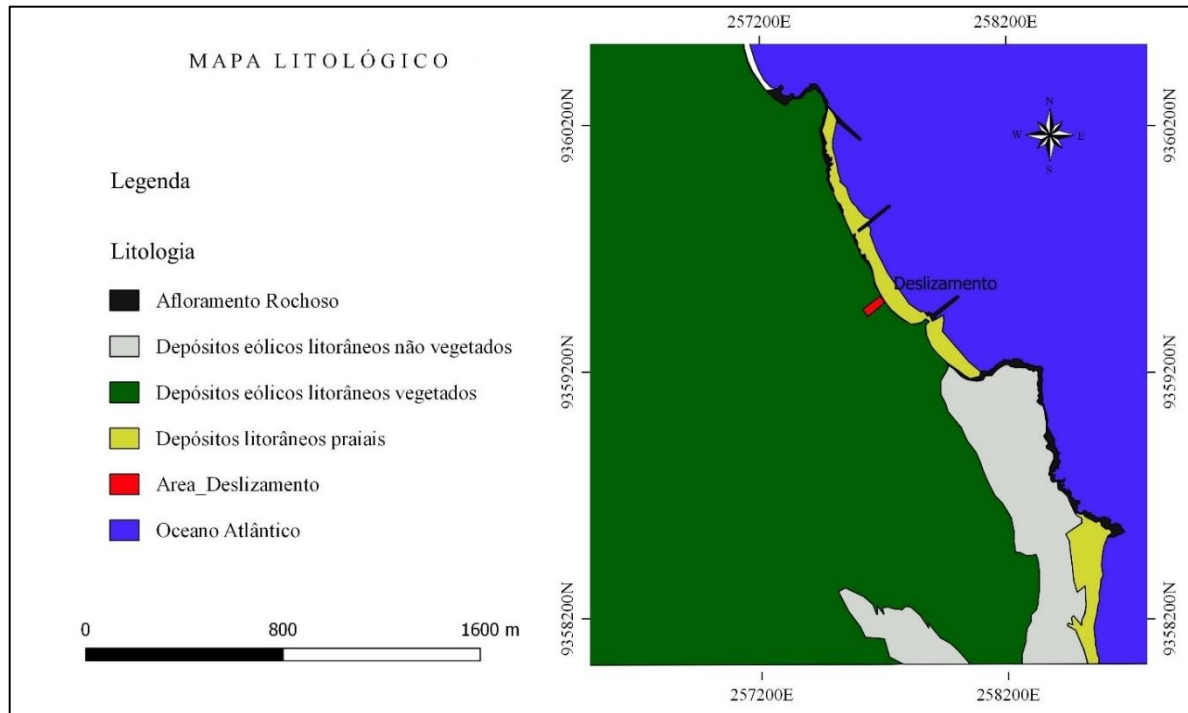 MAPA LITOLÓGICO
Legenda
Litologia
Afloramento Rochoso
Depósitos eólicos litorâneos não vegetados
Depósitos eólicos litorâneos vegetados
Depósitos litorâneos praiais
Area_Deslizamento
Oceano Atlântico
0 800 1600 m
257200E 258200E
9360200N 9360200N
N
W E
S
Deslizamento
9359200N 9359200N
9358200N 9358200N
257200E 258200E